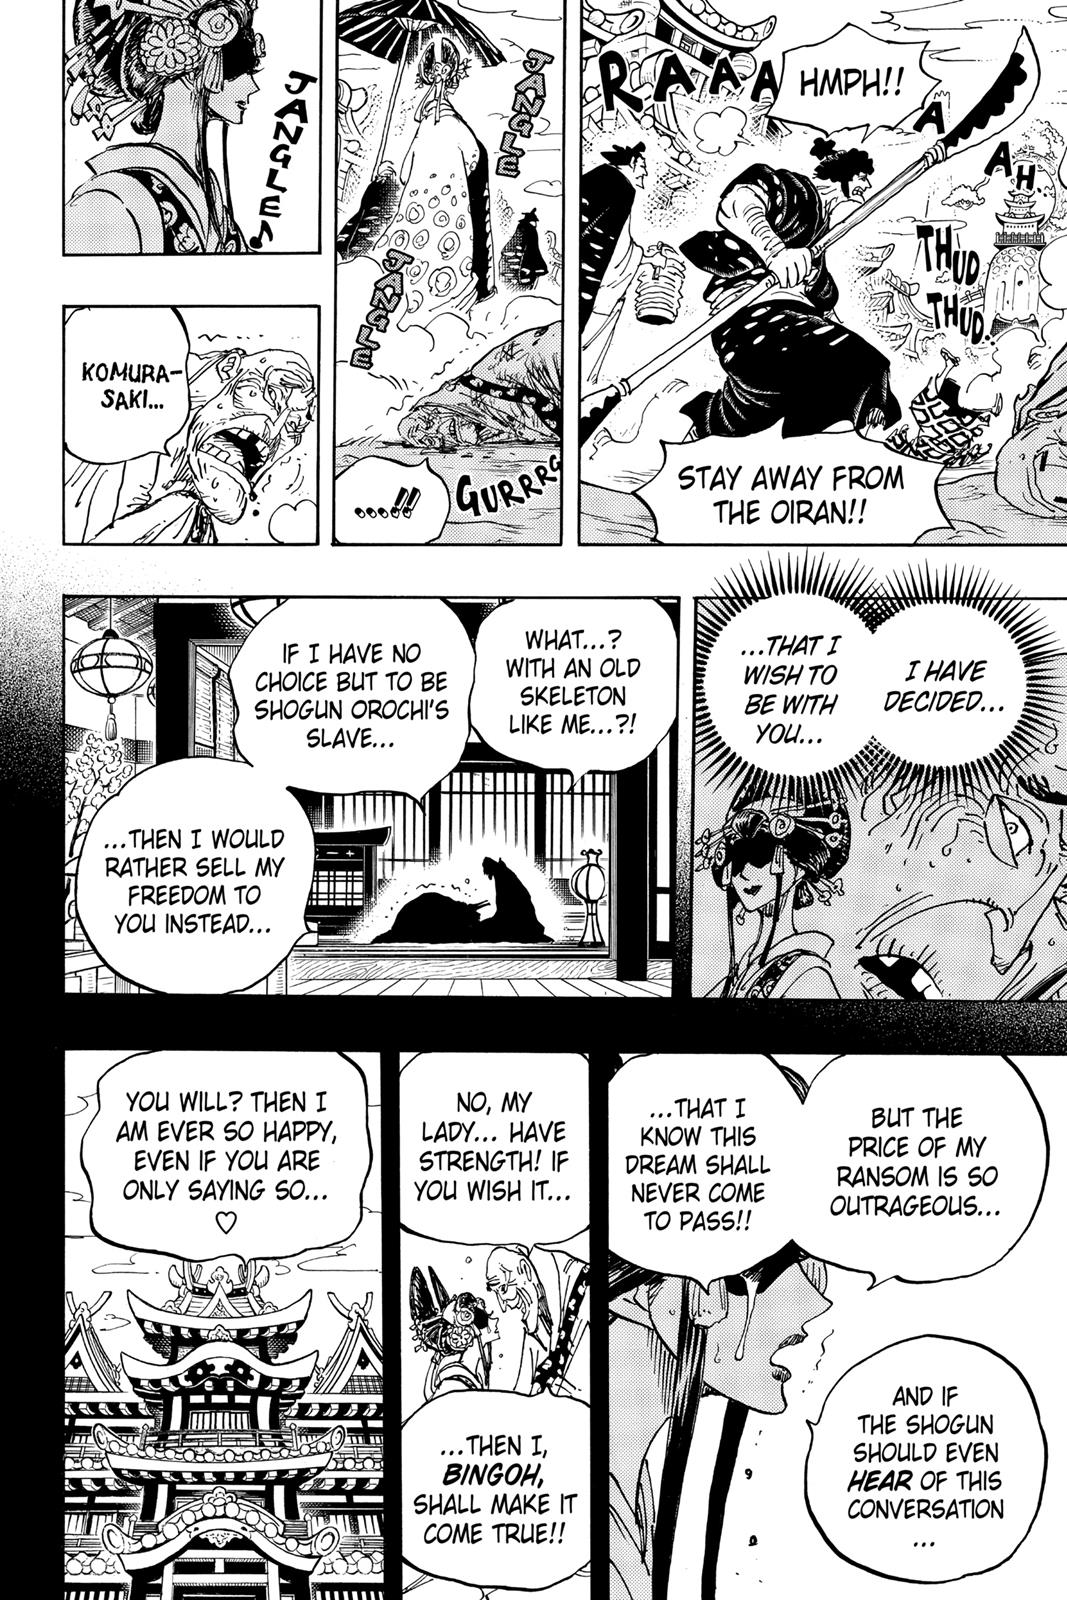 RAAAA
AH.
HMPH!!
THUD
THUD...
STAY AWAY FROM
THE OIRAN!!
JANGLE
JANGLE
GURRRG
...!!
JANGLE
KOMURA-
SAKI...
I HAVE
DECIDED...
...THAT I
WISH TO
BE WITH
YOU...
WHAT...?
WITH AN OLD
SKELETON
LIKE ME...?!
IF I HAVE NO
CHOICE BUT TO BE
SHOGUN OROCHI'S
SLAVE...
...THEN I WOULD
RATHER SELL MY
FREEDOM TO
YOU INSTEAD...
BUT THE
PRICE OF MY
RANSOM IS SO
OUTRAGEOUS...
...THAT I
KNOW THIS
DREAM SHALL
NEVER COME
TO PASS!!
AND IF
THE SHOGUN
SHOULD EVEN
HEAR OF THIS
CONVERSATION
...
NO, MY
LADY... HAVE
STRENGTH! IF
YOU WISH IT...
...THEN I,
BINGOH,
SHALL MAKE IT
COME TRUE!!
YOU WILL? THEN I
AM EVER SO HAPPY,
EVEN IF YOU ARE
ONLY SAYING SO...
♡